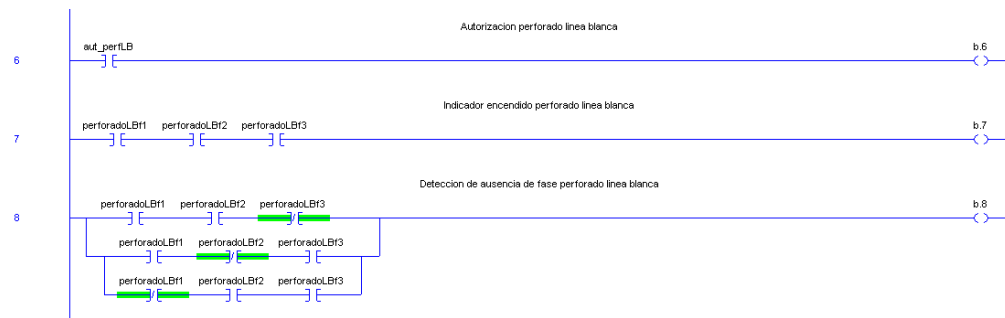 Autorizacion perforado linea blanca
aut_perfLB
b.6
6
Indicador encendido perforado linea blanca
perforadoLBf1 perforadoLBf2 perforadoLBf3
b.7
7
Deteccion de ausencia de fase perforado linea blanca
perforadoLBf1 perforadoLBf2 perforadoLBf3
b.8
8
perforadoLBf1 perforadoLBf2 perforadoLBf3
perforadoLBf1 perforadoLBf2 perforadoLBf3